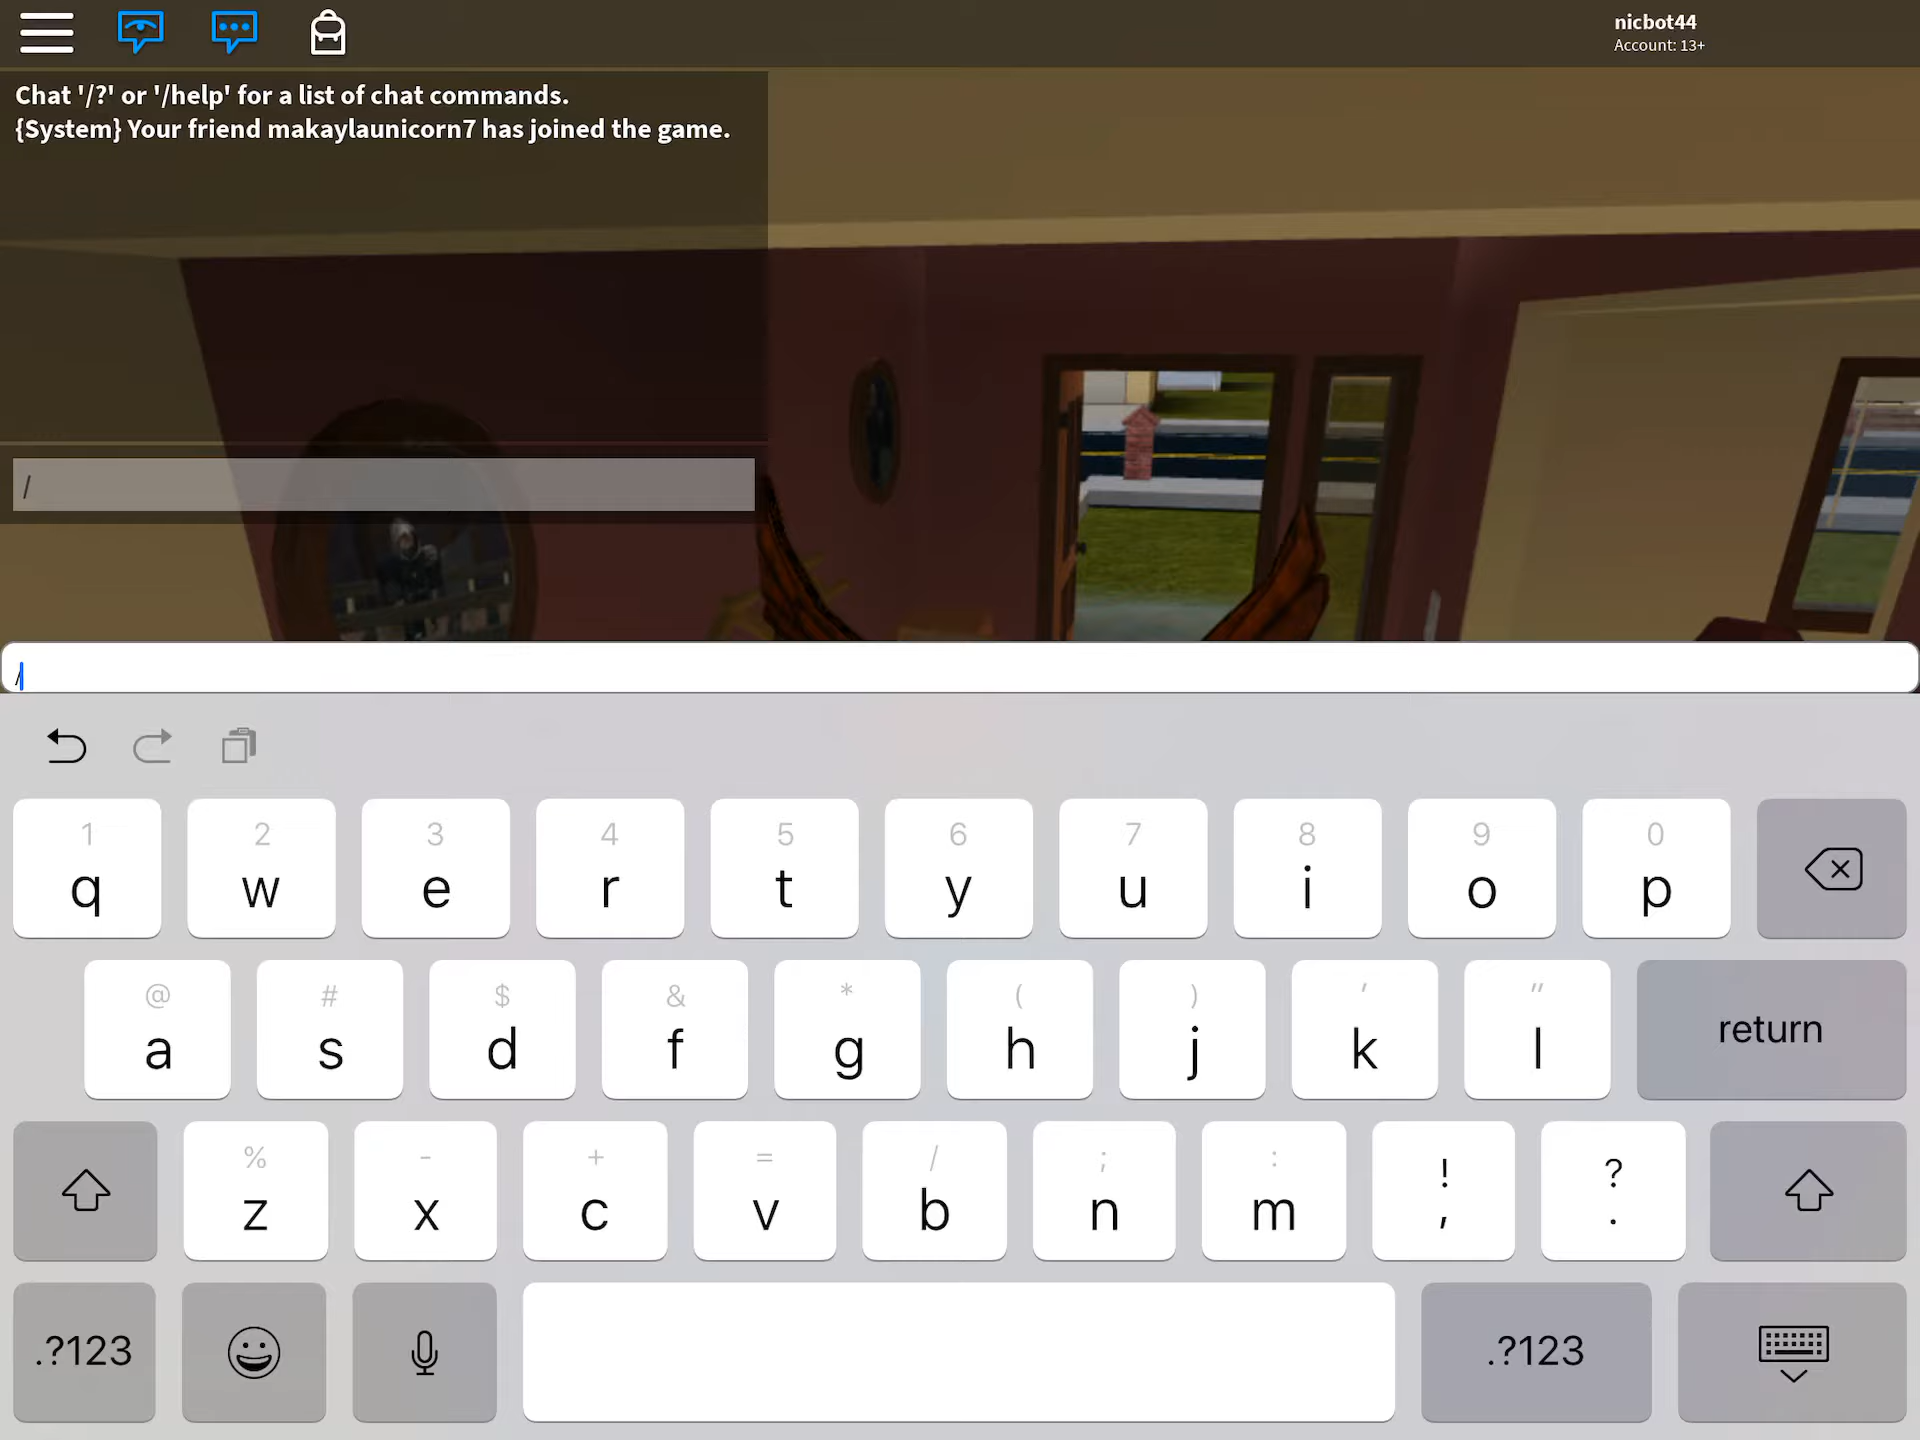 nicbot44
Account: 13+
Chat '/?' or '/help' for a list of chat commands.
{System} Your friend makaylaunicorn7 has joined the game.
/
/
1 2 3 4 5 6 7 8 9 0
q w e r t y u i o p
@ # $ & * ( ) ' "
a s d f g h j k l return
% - + = / ; : ! ?
z x c v b n m , .
.?123 .?123